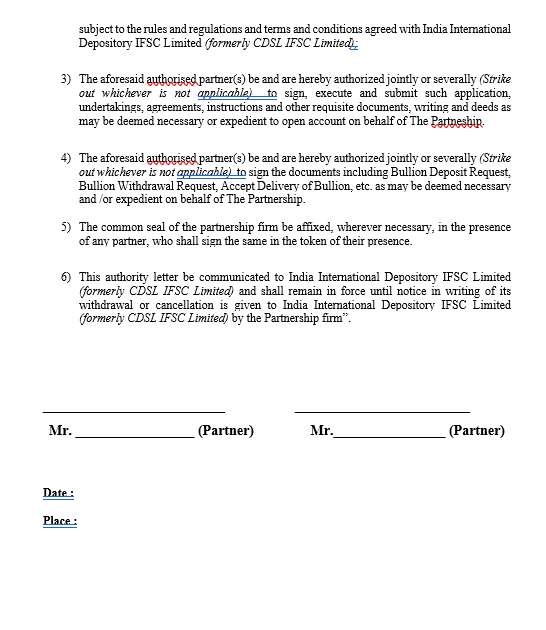 subject to the rules and regulations and terms and conditions agreed with India International
Depository IFSC Limited (formerly CDSL IFSC Limited);
3) The aforesaid authorised partner(s) be and are hereby authorized jointly or severally (Strike
out whichever is not applicable) to sign, execute and submit such application,
undertakings, agreements, instructions and other requisite documents, writing and deeds as
may be deemed necessary or expedient to open account on behalf of The Partneship.
4) The aforesaid authorised partner(s) be and are hereby authorized jointly or severally (Strike
out whichever is not applicable) to sign the documents including Bullion Deposit Request,
Bullion Withdrawal Request, Accept Delivery of Bullion, etc. as may be deemed necessary
and /or expedient on behalf of The Partnership.
5) The common seal of the partnership firm be affixed, wherever necessary, in the presence
of any partner, who shall sign the same in the token of their presence.
6) This authority letter be communicated to India International Depository IFSC Limited
(formerly CDSL IFSC Limited) and shall remain in force until notice in writing of its
withdrawal or cancellation is given to India International Depository IFSC Limited
(formerly CDSL IFSC Limited) by the Partnership firm”.
Mr. _________________ (Partner) Mr.________________ (Partner)
Date :
Place :